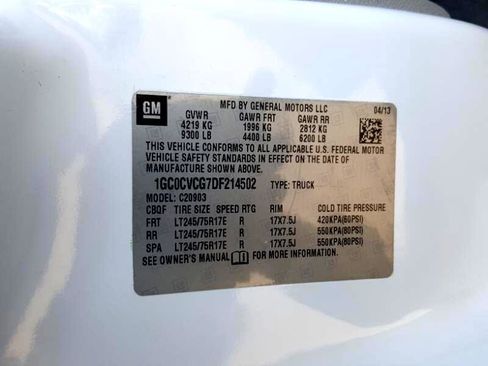 GM
MFD BY GENERAL MOTORS LLC 04/13
GVWR GAWR FRT GAWR RR
4219 KG 1996 KG 2812 KG
9300 LB 4400 LB 6200 LB
THIS VEHICLE CONFORMS TO ALL APPLICABLE U.S. FEDERAL MOTOR
VEHICLE SAFETY STANDARDS IN EFFECT ON THE DATE OF
MANUFACTURE SHOWN ABOVE.
1GC0CVCG7DF214502 TYPE: TRUCK
MODEL: C20903
CBQF TIRE SIZE SPEED RTG RIM COLD TIRE PRESSURE
FRT LT245/75R17E R 17X7.5J 420KPA(60PSI)
RR LT245/75R17E R 17X7.5J 550KPA(80PSI)
SPA LT245/75R17E R 17X7.5J 550KPA(80PSI)
SEE OWNER'S MANUAL FOR MORE INFORMATION.